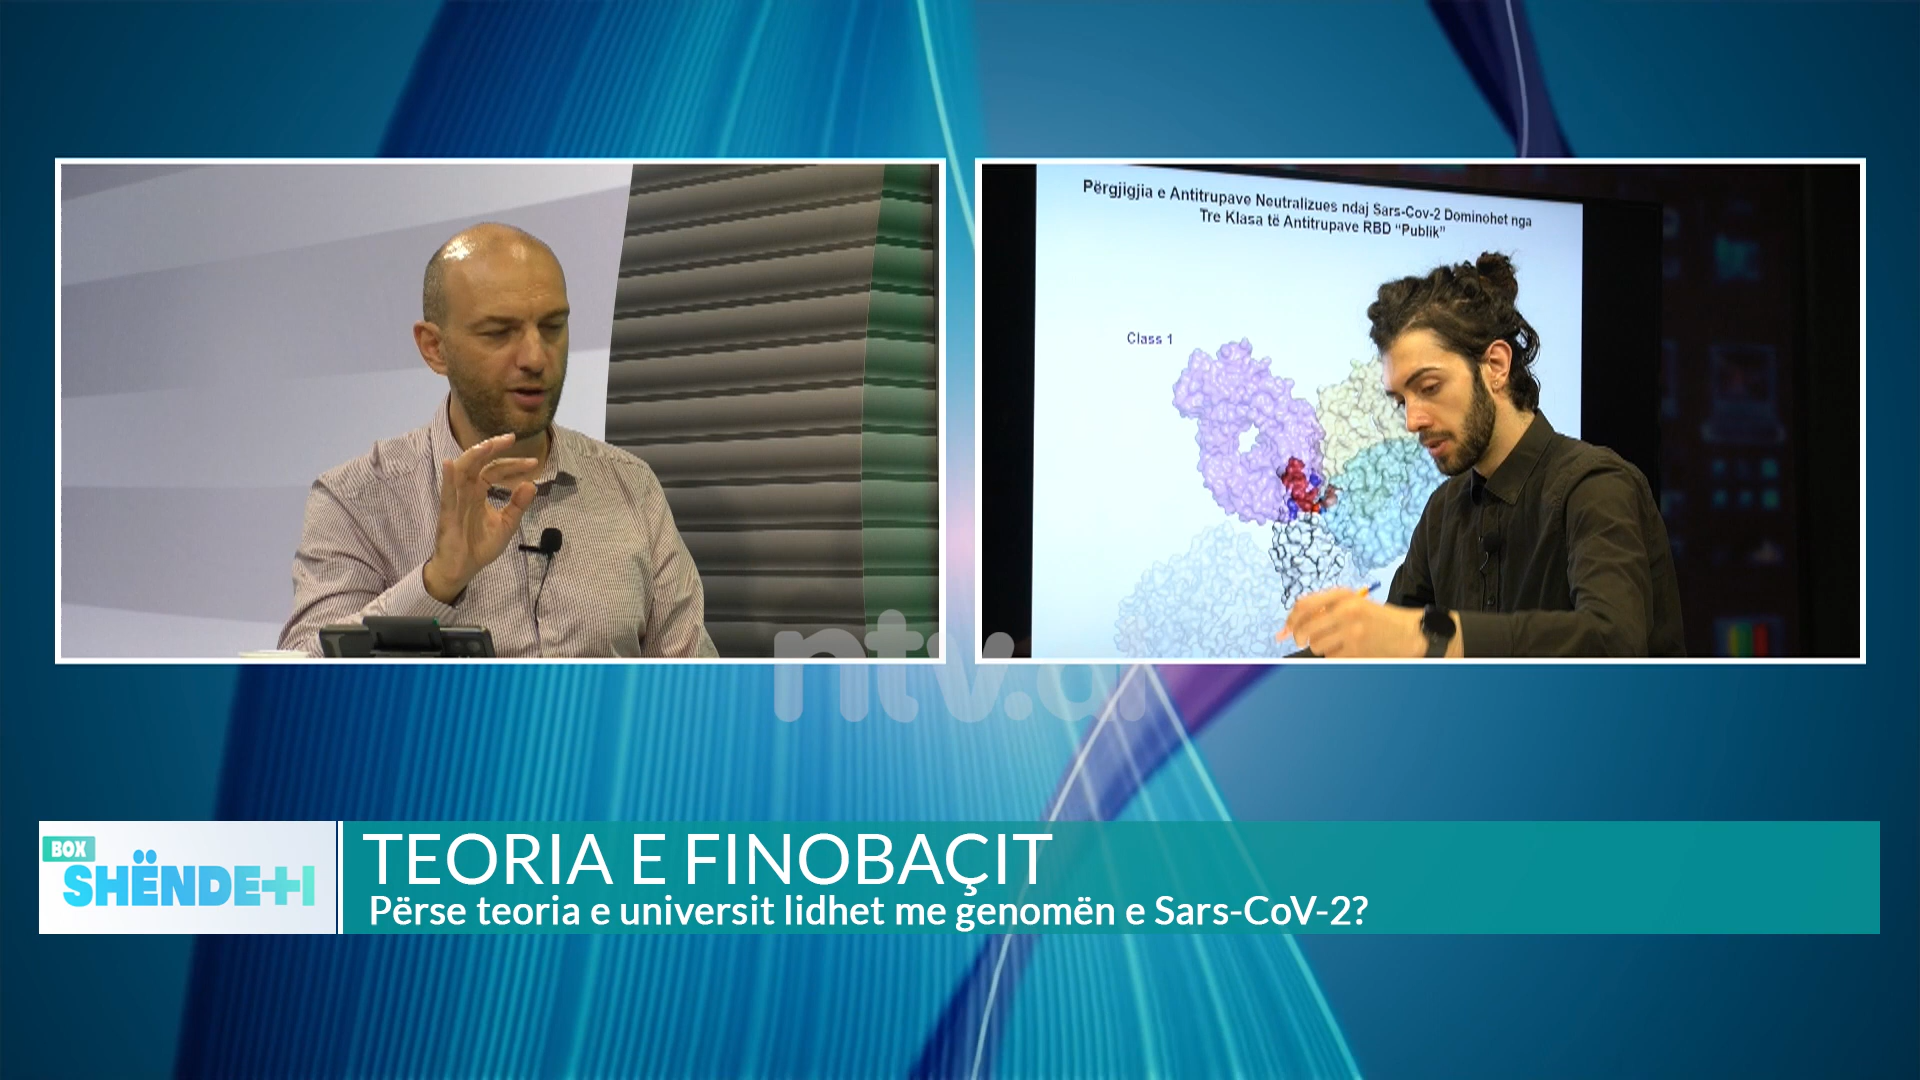 Përgjigjia e Antitrupave Neutralizues ndaj Sars-Cov-2 Dominohet nga
Tre Klasa të Antitrupave RBD “Publik”
Class 1
ntv.al
BOX
SHËNDETI
TEORIA E FINOBAÇIT
Përse teoria e universit lidhet me genomën e Sars-CoV-2?